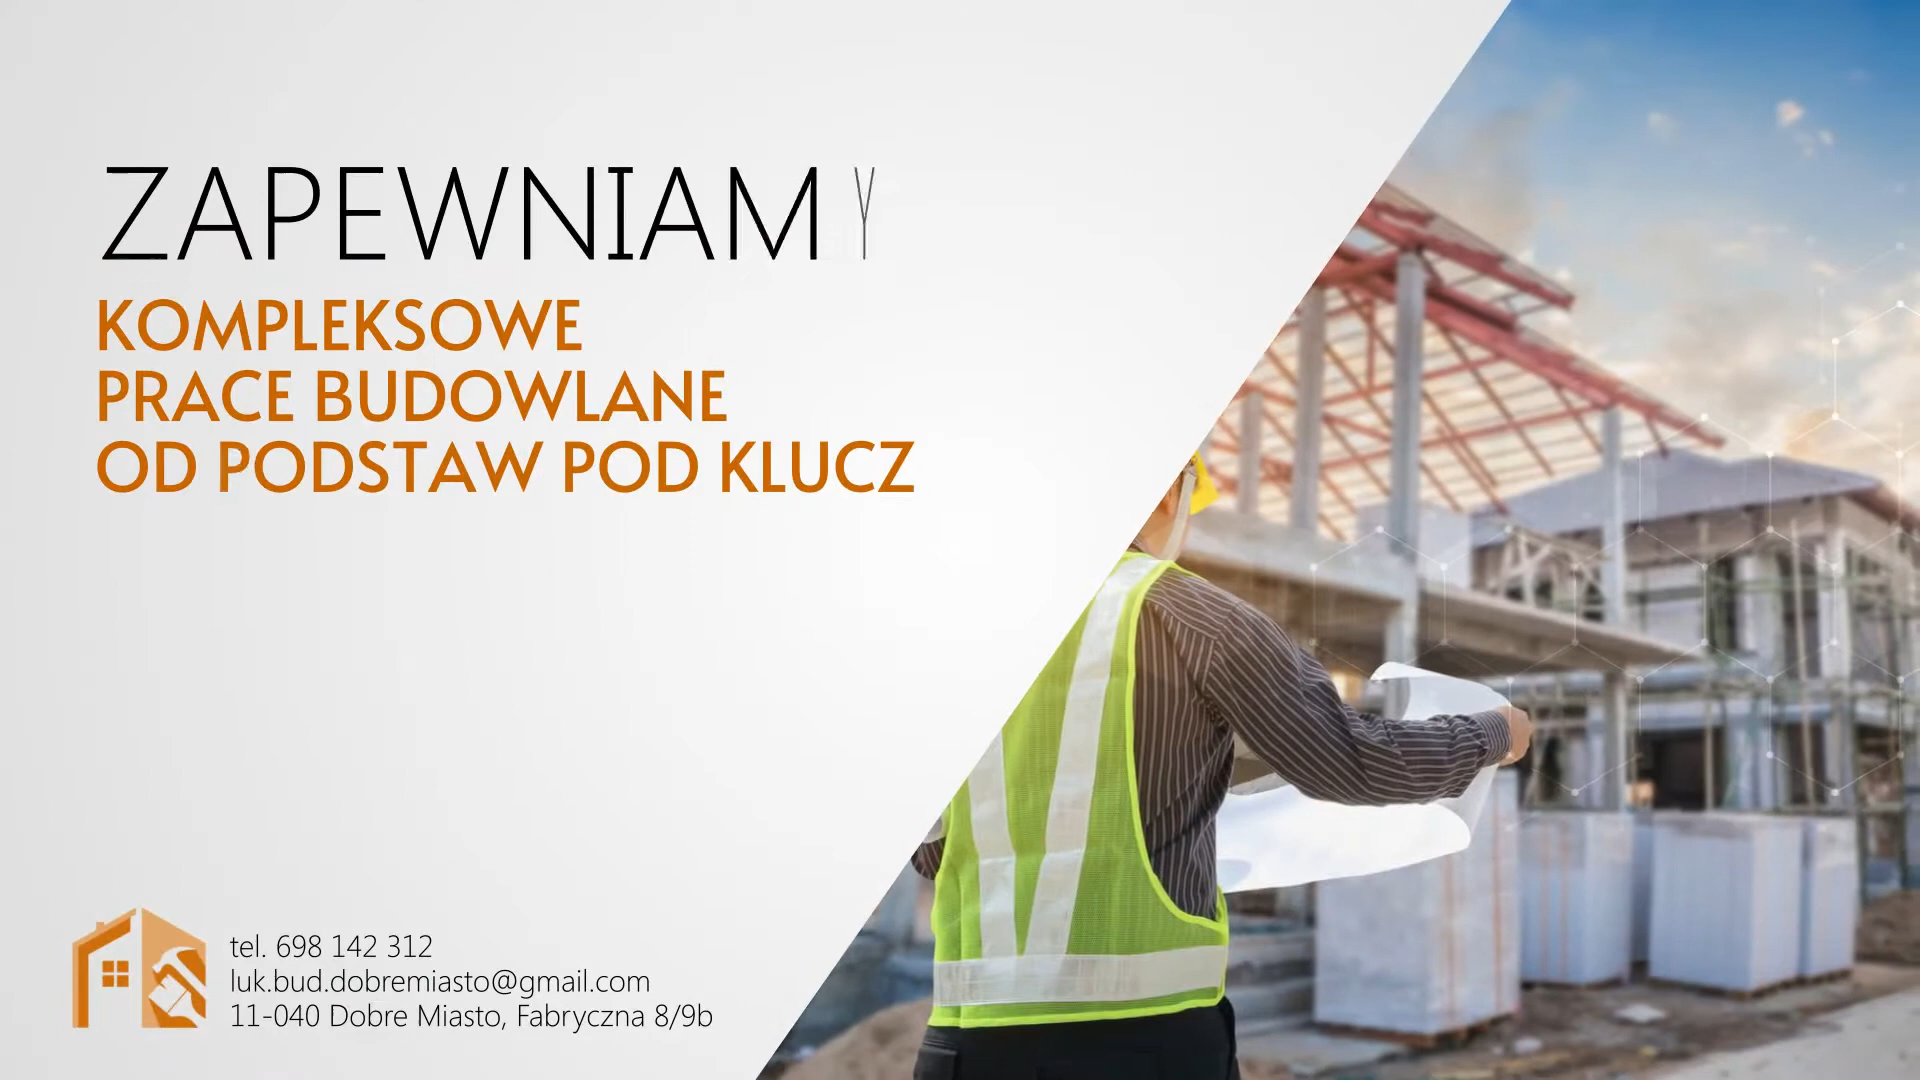 ZAPEWNIAMY
KOMPLEKSOWE
PRACE BUDOWLANE
OD PODSTAW POD KLUCZ
tel. 698 142 312
luk.bud.dobremiasto@gmail.com
11-040 Dobre Miasto, Fabryczna 8/9b